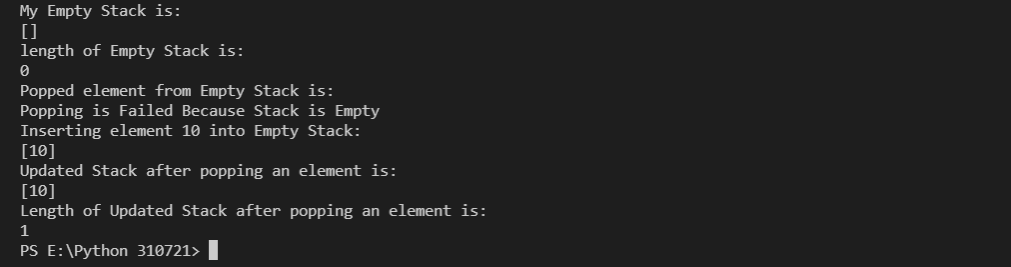 My Empty Stack is:
[]
length of Empty Stack is:
0
Popped element from Empty Stack is:
Popping is Failed Because Stack is Empty
Inserting element 10 into Empty Stack:
[10]
Updated Stack after popping an element is:
[10]
Length of Updated Stack after popping an element is:
1
PS E:\Python 310721>